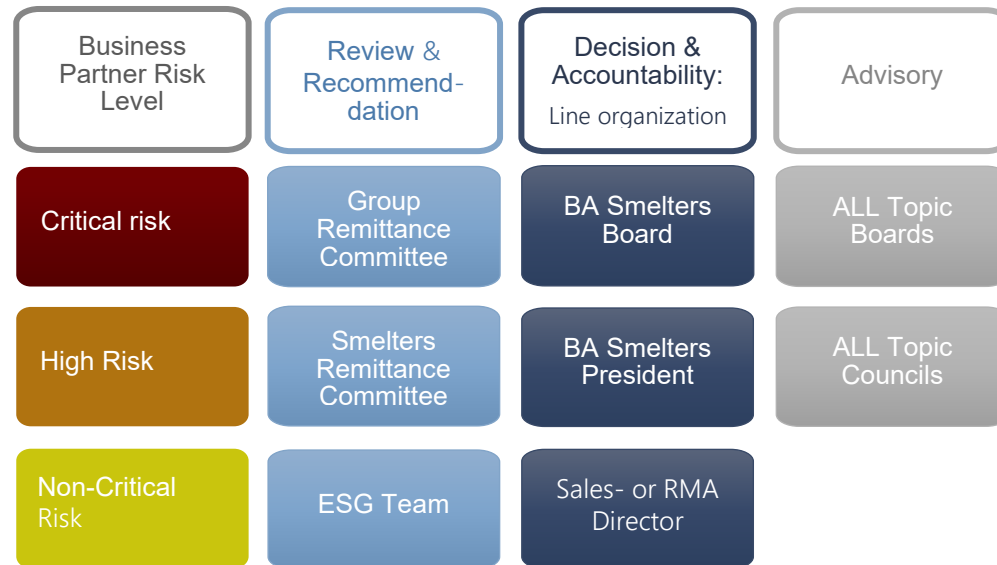 Business
Partner Risk
Level
Review &
Recommend-
dation
Decision &
Accountability:
Line organization
Advisory
Critical risk
Group
Remittance
Committee
BA Smelters
Board
ALL Topic
Boards
High Risk
Smelters
Remittance
Committee
BA Smelters
President
ALL Topic
Councils
Non-Critical
Risk
ESG Team
Sales- or RMA
Director